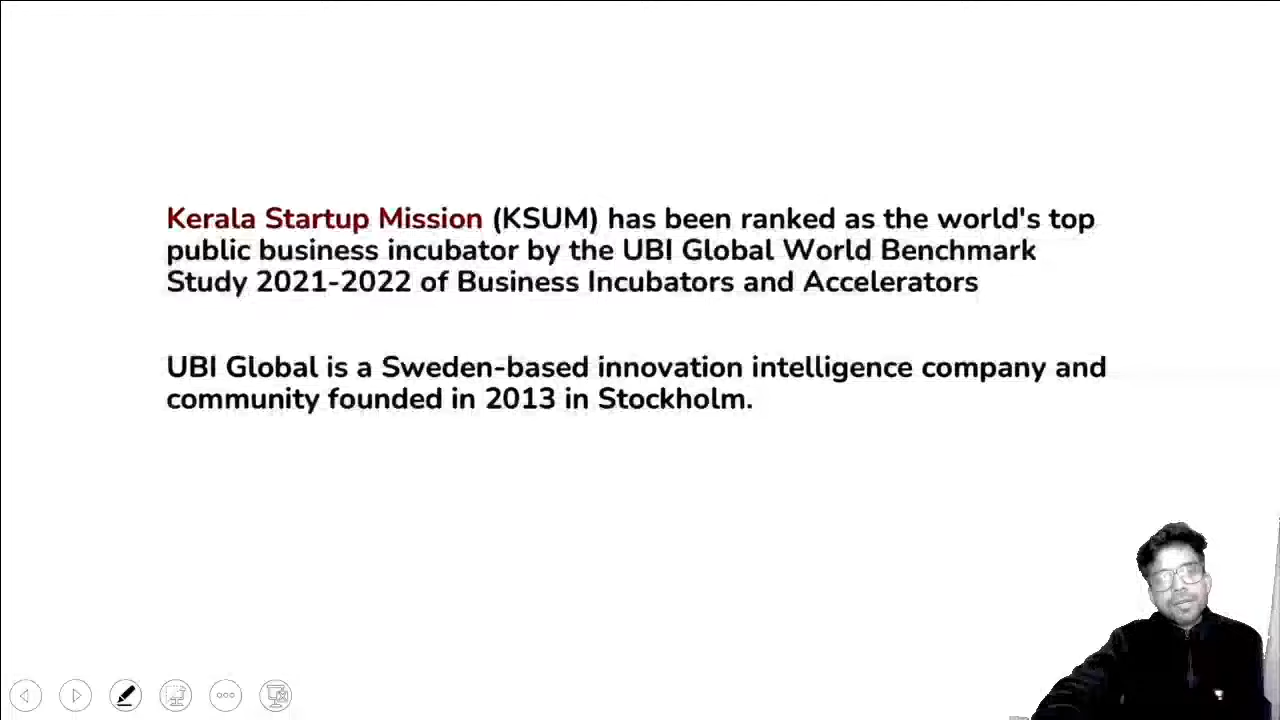 Kerala Startup Mission (KSUM) has been ranked as the world's top
public business incubator by the UBI Global World Benchmark
Study 2021-2022 of Business Incubators and Accelerators
UBI Global is a Sweden-based innovation intelligence company and
community founded in 2013 in Stockholm.